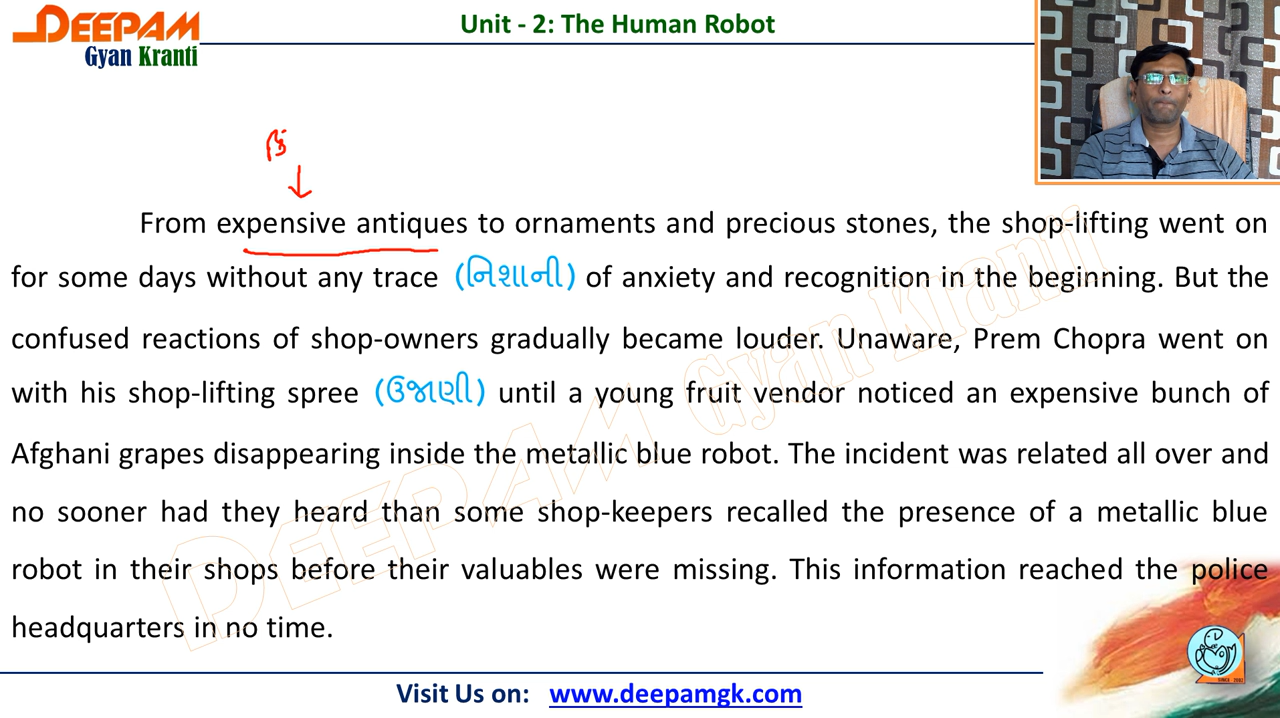 DEEPAM
Gyan Kranti
Unit - 2: The Human Robot
From expensive antiques to ornaments and precious stones, the shop-lifting went on
for some days without any trace (નિશાની) of anxiety and recognition in the beginning. But the
confused reactions of shop-owners gradually became louder. Unaware, Prem Chopra went on
with his shop-lifting spree (ઉજાણી) until a young fruit vendor noticed an expensive bunch of
Afghani grapes disappearing inside the metallic blue robot. The incident was related all over and
no sooner had they heard than some shop-keepers recalled the presence of a metallic blue
robot in their shops before their valuables were missing. This information reached the police
headquarters in no time.
DEEPAM Gyan Kranti
Visit Us on: www.deepamgk.com